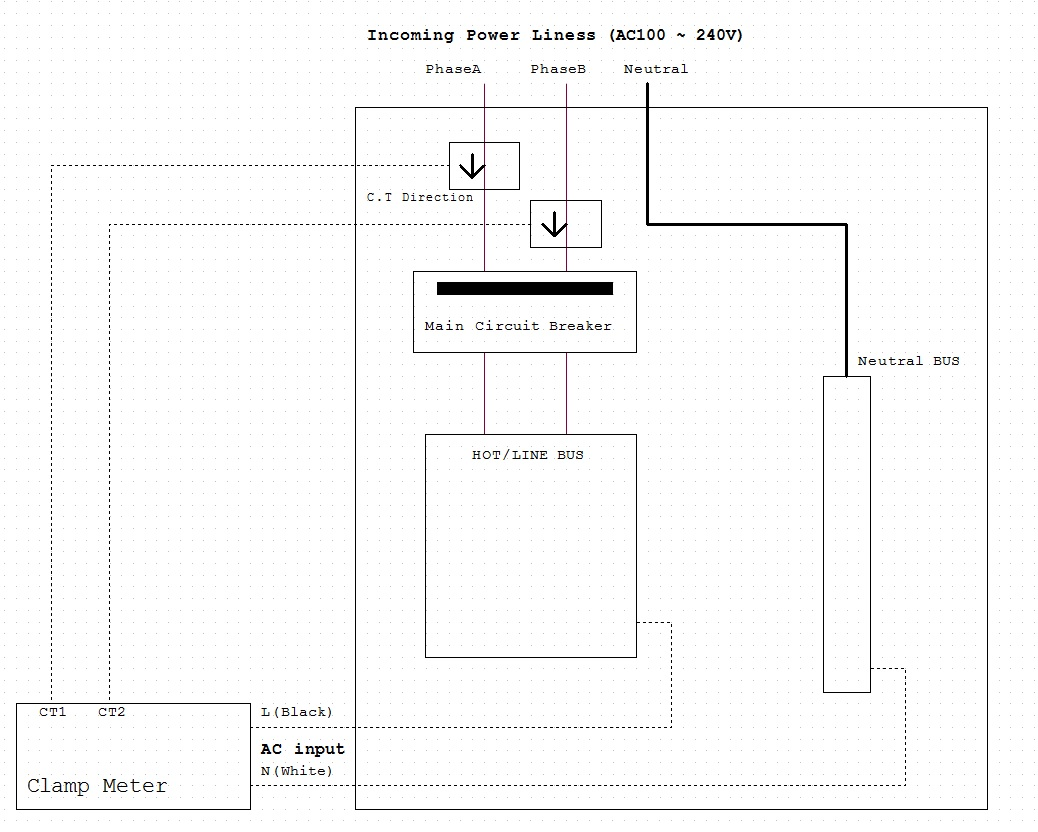 Incoming Power Liness (AC100 ~ 240V)
PhaseA PhaseB Neutral
C.T Direction
Main Circuit Breaker
Neutral BUS
HOT/LINE BUS
CT1 CT2
L(Black)
AC input
N(White)
Clamp Meter